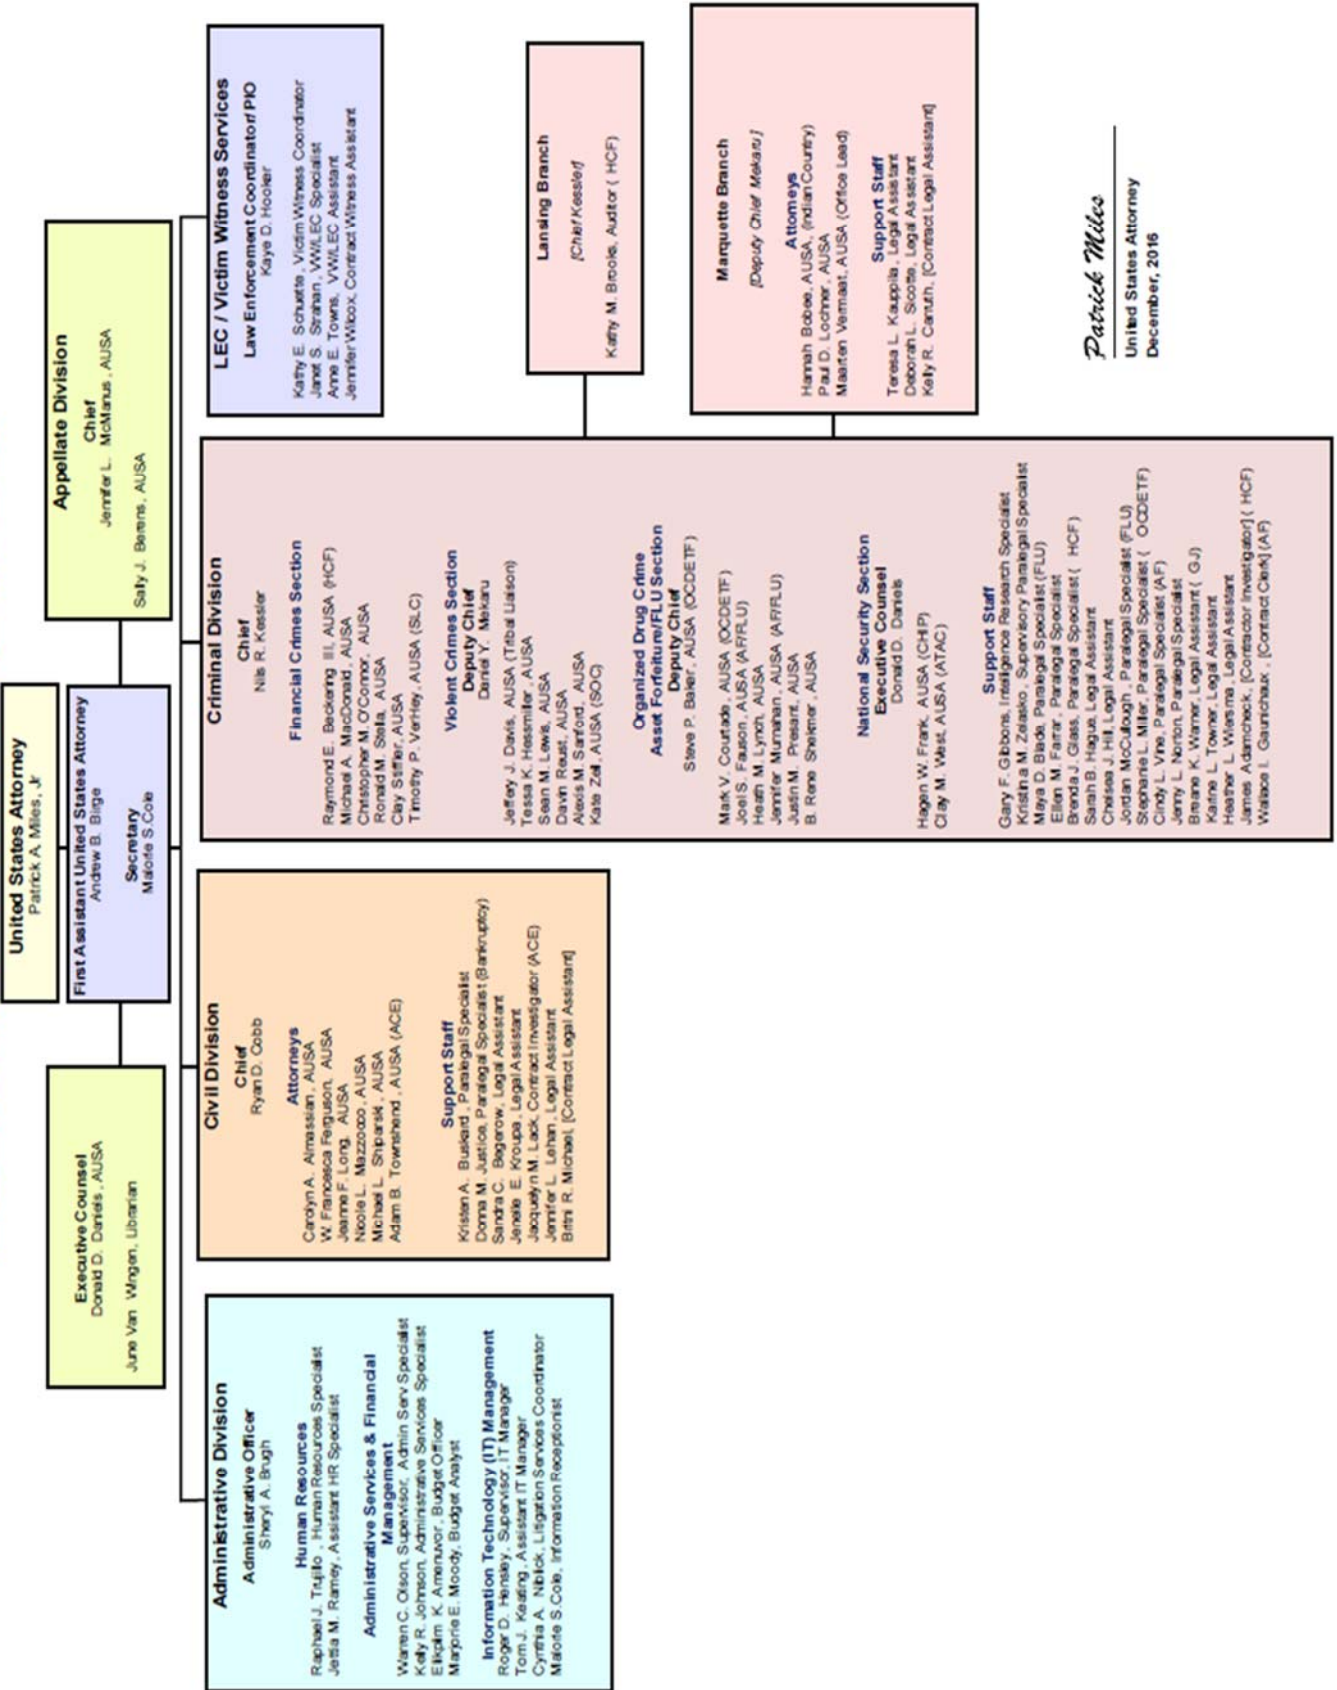 United States Attorney
Patrick A. Miles, Jr
First Assistant United States Attorney
Andrew B. Birge
Secretary
Malorie S.Cole
Executive Counsel
Donald D. Daniels , AUSA
June Van Wingen, Librarian
Appellate Division
Chief
Jennifer L. McManus , AUSA
Sally J. Berens, AUSA
Administrative Division
Administrative Officer
Sheryl A. Brugh
Human Resources
Raphael J. Trujillo , Human Resources Specialist
Jettia M. Ramey, Assistant HR Specialist
Administrative Services & Financial
Management
Warren C. Olson, Supervisor, Admin Serv Specialist
Kelly R. Johnson, Administrative Services Specialist
Elikplim K. Amenuvor, Budget Officer
Marjorie E. Moody, Budget Analyst
Information Technology (IT) Management
Roger D. Hensley, Supervisor, IT Manager
Tom J. Keating, Assistant IT Manager
Cynthia A. Niblick, Litigation Services Coordinator
Malorie S.Cole, Information Receptionist
Civil Division
Chief
Ryan D. Cobb
Attorneys
Carolyn A. Almassian , AUSA
W. Francesca Ferguson, AUSA
Jeanne F. Long, AUSA
Nicole L. Mazzocco , AUSA
Michael L. Shiparski , AUSA
Adam B. Townshend , AUSA (ACE)
Support Staff
Kristen A. Buskard , Paralegal Specialist
Donna M. Justice, Paralegal Specialist (Bankruptcy)
Sandra C. Begerow, Legal Assistant
Jenelle E. Kroupa, Legal Assistant
Jacquelyn M. Lack, Contract Investigator (ACE)
Jennifer L. Lehan, Legal Assistant
Brittni R. Michael, [Contract Legal Assistant]
Criminal Division
Chief
Nils R. Kessler
Financial Crimes Section
Raymond E. Beckering III, AUSA (HCF)
Michael A. MacDonald, AUSA
Christopher M. O'Connor, AUSA
Ronald M. Stella, AUSA
Clay Stiffler, AUSA
Timothy P. VerHey, AUSA (SLC)
Violent Crimes Section
Deputy Chief
Daniel Y. Mekaru
Jeffery J. Davis, AUSA (Tribal Liaison)
Tessa K. Hessmiller , AUSA
Sean M. Lewis, AUSA
Davin Reust, AUSA
Alexis M. Sanford, AUSA
Kate Zell, AUSA (SOC)
Organized Drug Crime
Asset Forfeiture/FLU Section
Deputy Chief
Steve P. Baker, AUSA (OCDETF)
Mark V. Courtade, AUSA (OCDETF)
Joel S. Fauson, AUSA (AF/FLU)
Heath M. Lynch, AUSA
Jennifer Murnahan, AUSA (AF/FLU)
Justin M. Presant, AUSA
B. Rene Shekmer , AUSA
National Security Section
Executive Counsel
Donald D. Daniels
Hagen W. Frank, AUSA (CHIP)
Clay M. West, AUSA (ATAC)
Support Staff
Gary F. Gibbons, Intelligence Research Specialist
Kristina M. Zelasko, Supervisory Paralegal Specialist
Maya D. Blade, Paralegal Specialist (FLU)
Ellen M. Farrar, Paralegal Specialist
Brenda J. Glass, Paralegal Specialist ( HCF)
Sarah B. Hague, Legal Assistant
Chelsea J. Hill, Legal Assistant
Jordan McCullough , Paralegal Specialist (FLU)
Stephanie L. Miller, Paralegal Specialist ( OCDETF)
Cindy L. Vine, Paralegal Specialist (AF)
Jenny L. Norton, Paralegal Specialist
Breane K. Warner, Legal Assistant ( GJ)
Karine L. Towner, Legal Assistant
Heather L. Wiersma, Legal Assistant
James Adamcheck, [Contractor Investigator] ( HCF)
Wallace I. Ganichaux , [Contract Clerk] (AF)
LEC / Victim Witness Services
Law Enforcement Coordinator/ PIO
Kaye D. Hooker
Kathy E. Schuette , Victim Witness Coordinator
Janet S. Strahan , VW/LEC Specialist
Anne E. Towns, VW/LEC Assistant
Jennifer Wilcox, Contract Witness Assistant
Lansing Branch
[Chief Kessler]
Kathy M. Brooks, Auditor ( HCF)
Marquette Branch
[Deputy Chief Mekaru]
Attorneys
Hannah Bobee, AUSA, (Indian Country)
Paul D. Lochner, AUSA
Maarten Vermaat, AUSA (Office Lead)
Support Staff
Teresa L. Kauppila, Legal Assistant
Deborah L. Sicotte, Legal Assistant
Kelly R. Carruth, [Contract Legal Assistant]
Patrick Miles
United States Attorney
December, 2016